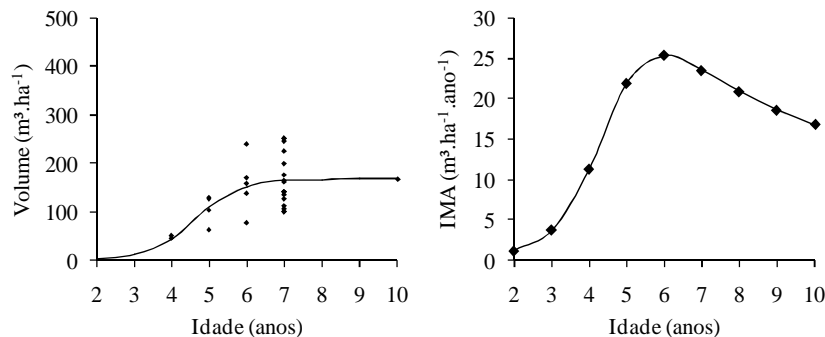 Volume (m³.ha⁻¹)
500
400
300
200
100
0
2 3 4 5 6 7 8 9 10
Idade (anos)
IMA (m³.ha⁻¹.ano⁻¹)
30
25
20
15
10
5
0
2 3 4 5 6 7 8 9 10
Idade (anos)